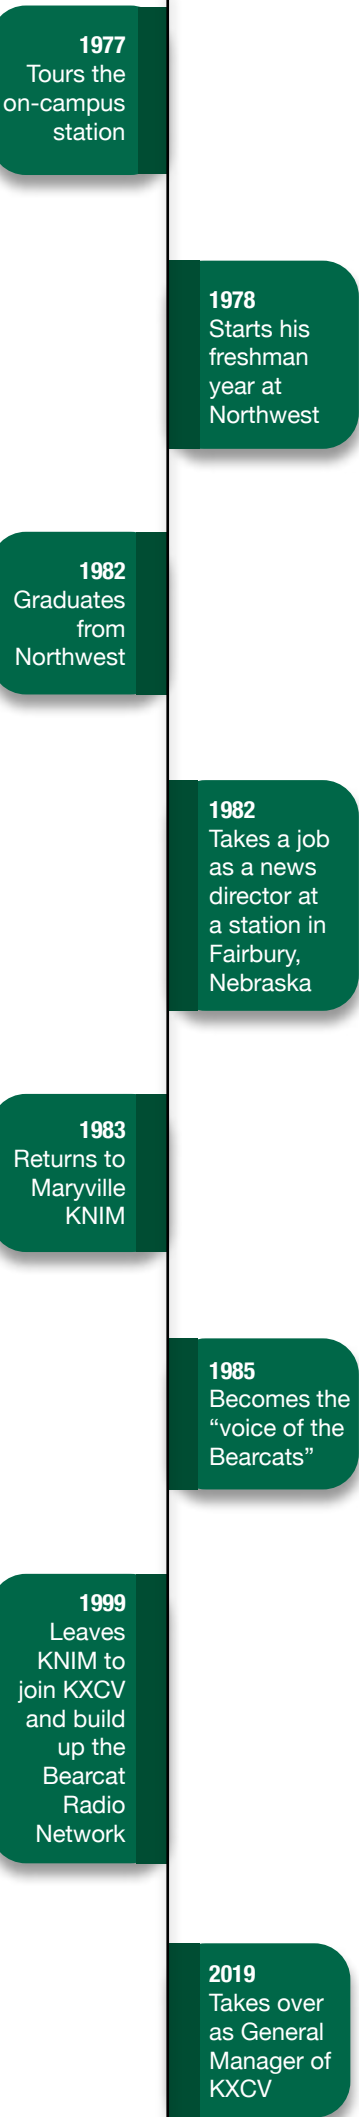 1977
Tours the
on-campus
station
1978
Starts his
freshman
year at
Northwest
1982
Graduates
from
Northwest
1982
Takes a job
as a news
director at
a station in
Fairbury,
Nebraska
1983
Returns to
Maryville
KNIM
1985
Becomes the
“voice of the
Bearcats”
1999
Leaves
KNIM to
join KXCV
and build
up the
Bearcat
Radio
Network
2019
Takes over
as General
Manager of
KXCV